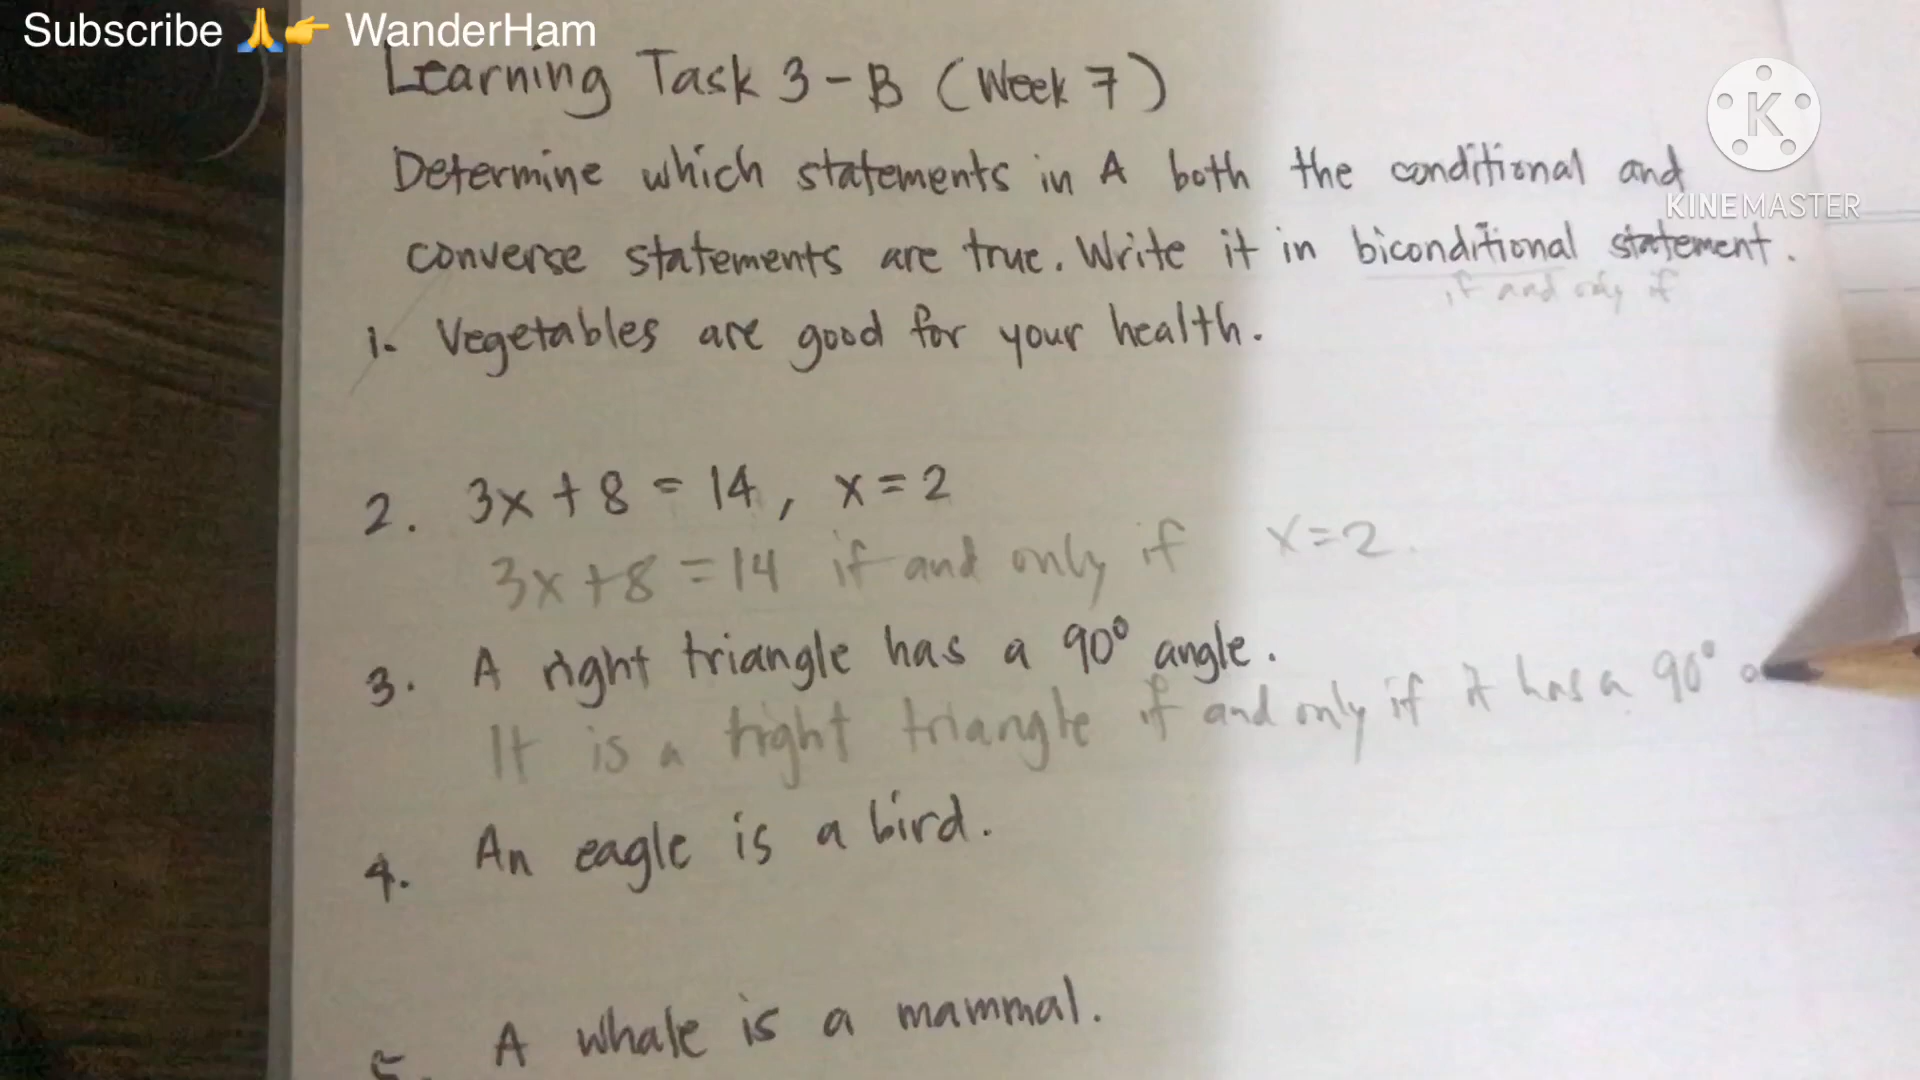 Subscribe 🙏👉 WanderHam
Learning Task 3-B (Week 7)
K
KINEMASTER
Determine which statements in A both the conditional and
converse statements are true. Write it in biconditional statement.
if and only if
1. Vegetables are good for your health.
2. 3x + 8 = 14, x = 2
3x + 8 = 14 if and only if x = 2.
3. A right triangle has a 90° angle.
It is a right triangle if and only if it has a 90°
4. An eagle is a bird.
A whale is a mammal.